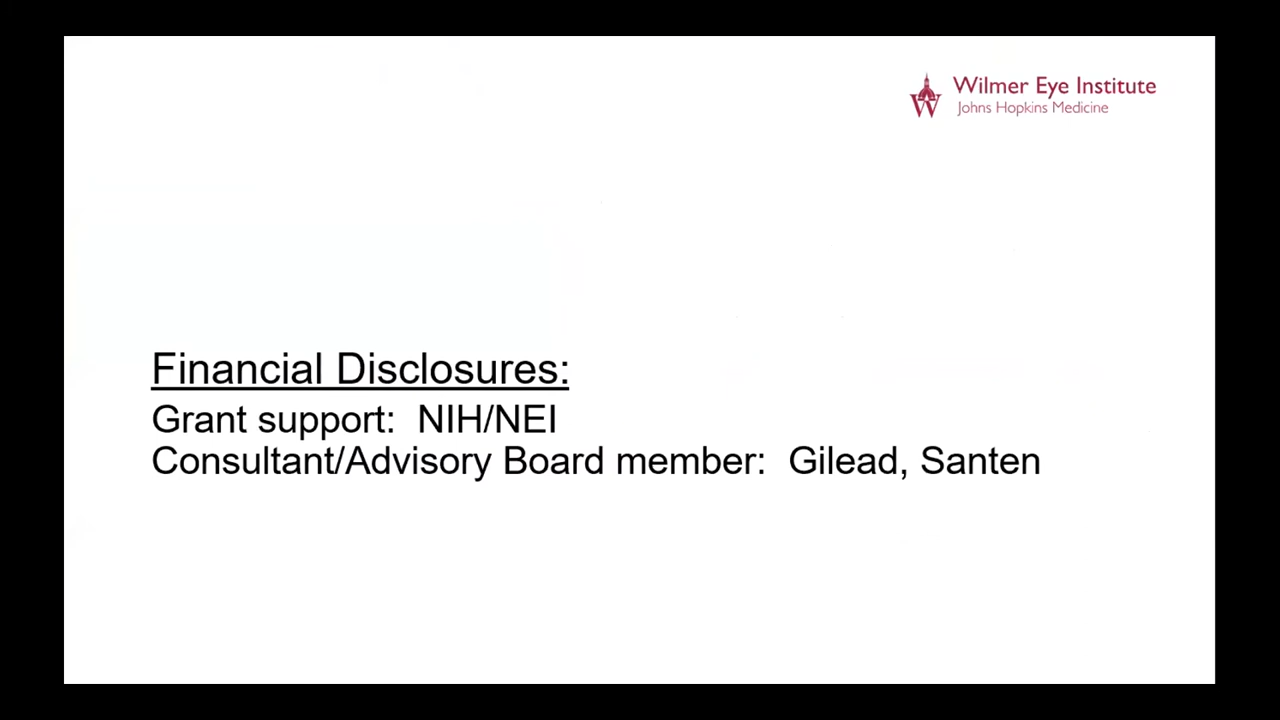 Wilmer Eye Institute
Johns Hopkins Medicine
Financial Disclosures:
Grant support: NIH/NEI
Consultant/Advisory Board member: Gilead, Santen